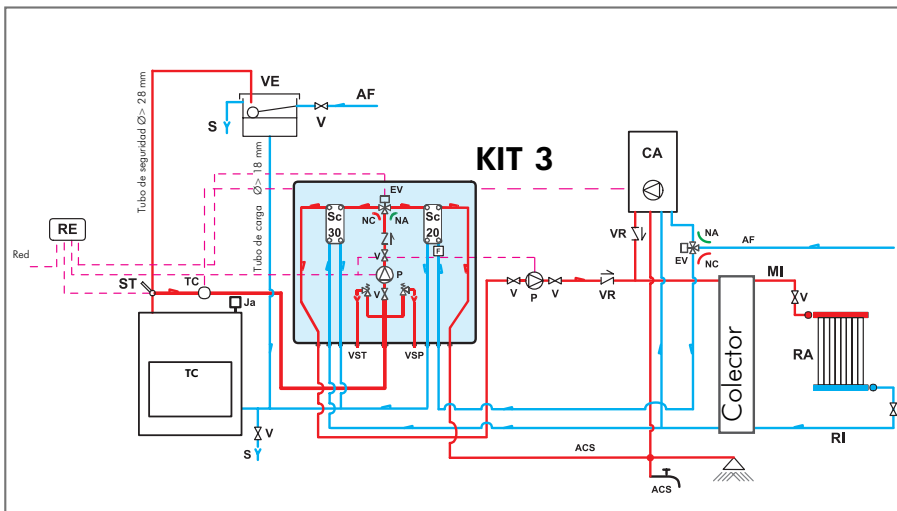 Tubo de seguridad Ø> 28 mm
VE
AF
S
V
Tubo de carga Ø> 18 mm
KIT 3
CA
EV
NC
NA
Sc
30
Sc
20
F
V
P
V
VST
VSP
RE
Red
ST
TC
Ja
TC
V
S
V
P
V
VR
VR
NA
EV
NC
AF
MI
V
RA
V
RI
Colector
ACS
ACS